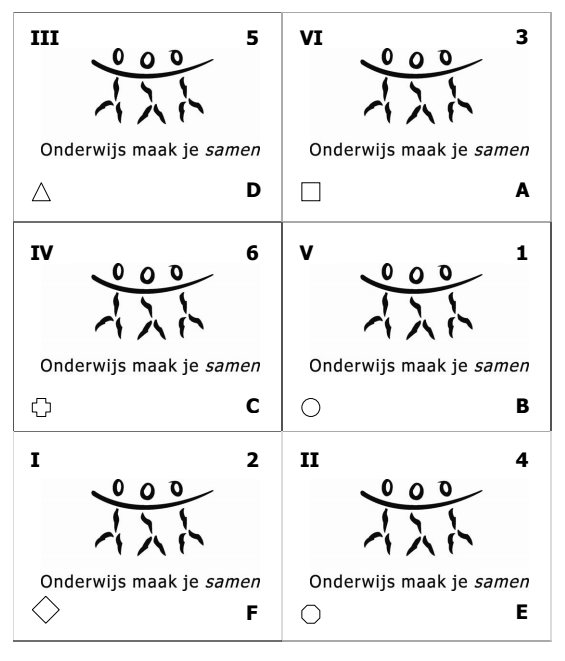 III 5
Onderwijs maak je samen
D
VI 3
Onderwijs maak je samen
A
IV 6
Onderwijs maak je samen
C
V 1
Onderwijs maak je samen
B
I 2
Onderwijs maak je samen
F
II 4
Onderwijs maak je samen
E